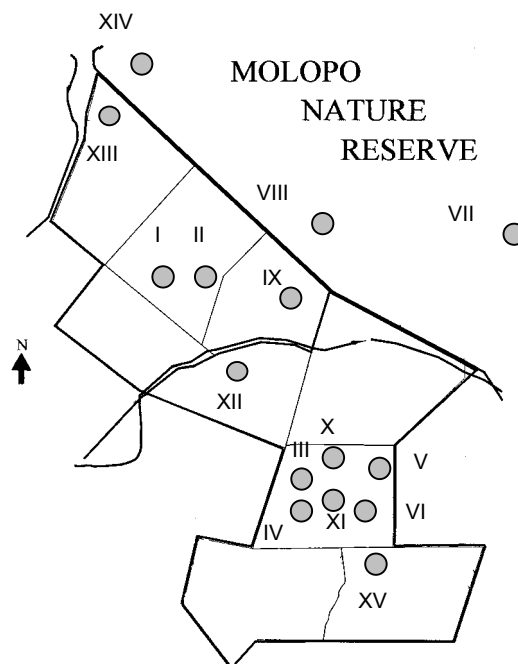 XIV
MOLOPO
NATURE
RESERVE
XIII
VIII
VII
I II
IX
N
XII
X
III
V
IV
XI
VI
XV